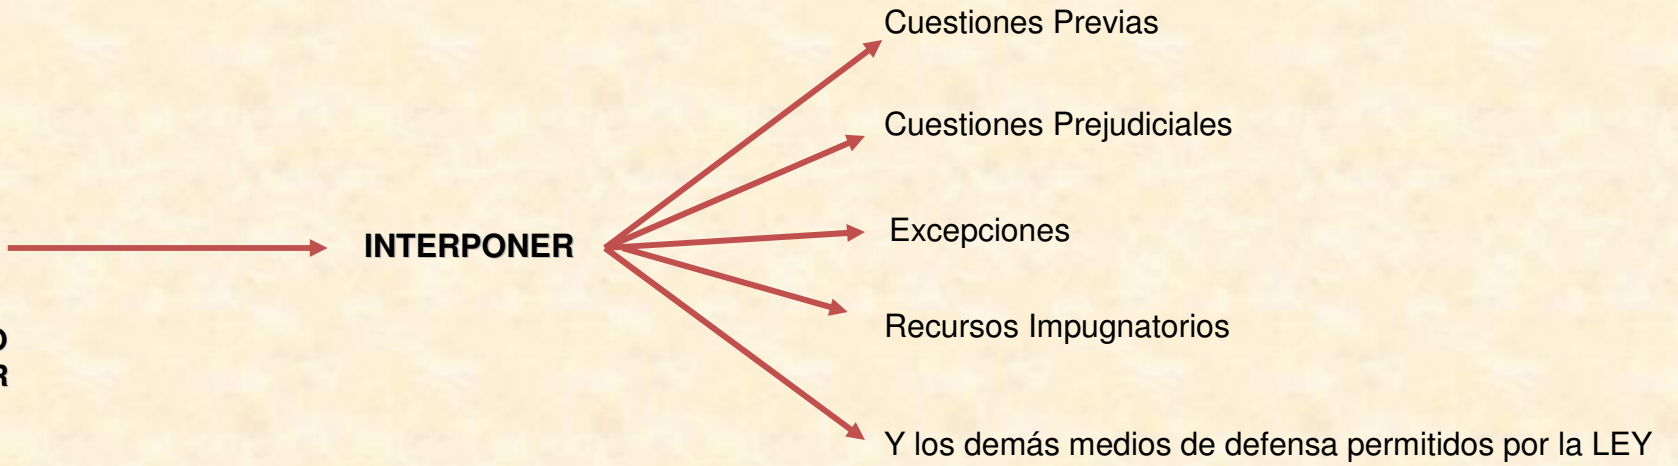 Cuestiones Previas
Cuestiones Prejudiciales
INTERPONER
Excepciones
Recursos Impugnatorios
Y los demás medios de defensa permitidos por la LEY